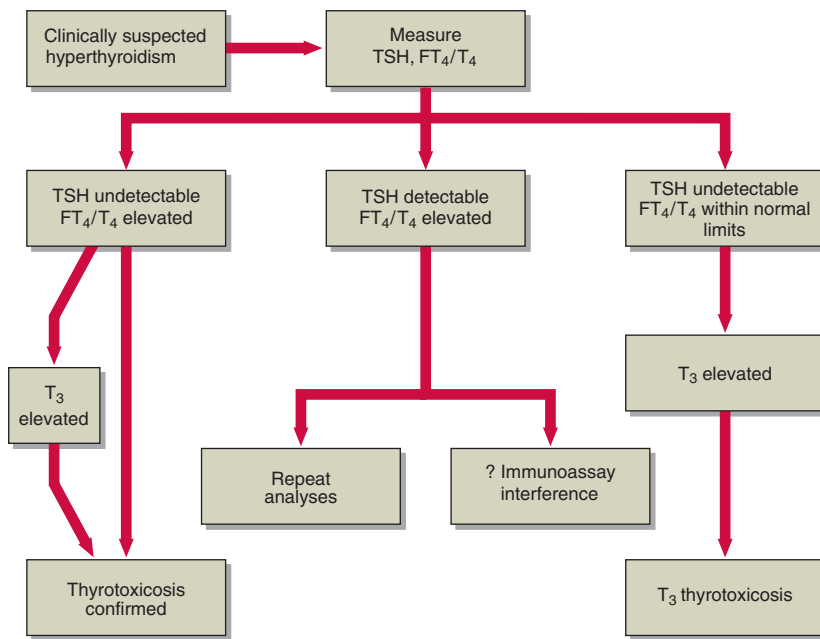 Clinically suspected
hyperthyroidism
Measure
TSH, FT₄/T₄
TSH undetectable
FT₄/T₄ elevated
TSH detectable
FT₄/T₄ elevated
TSH undetectable
FT₄/T₄ within normal
limits
T₃
elevated
T₃ elevated
Repeat
analyses
? Immunoassay
interference
Thyrotoxicosis
confirmed
T₃ thyrotoxicosis